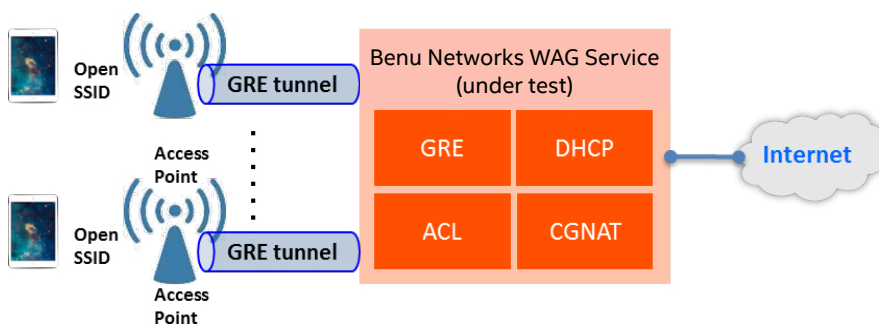 Open
SSID
GRE tunnel
Access
Point
Open
SSID
GRE tunnel
Access
Point
Benu Networks WAG Service
(under test)
GRE
DHCP
ACL
CGNAT
Internet